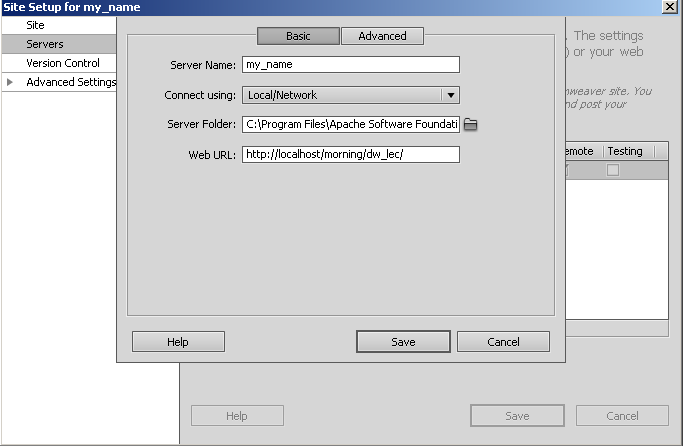 Site Setup for my_name
Site
Servers
Version Control
Advanced Settings
Basic
Advanced
Server Name: my_name
Connect using: Local/Network
Server Folder: C:\Program Files\Apache Software Foundati
Web URL: http://localhost/morning/dw_lec/
Help
Save
Cancel
. The settings
) or your web
mweaver site. You
nd post your
emote
Testing
Help
Save
Cancel